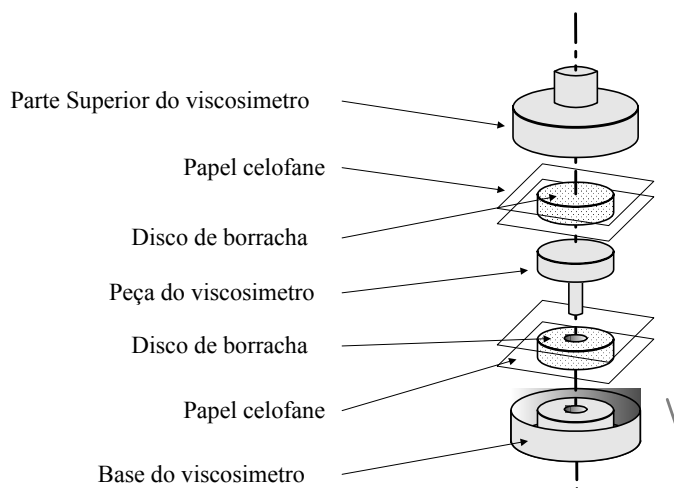 Parte Superior do viscosimetro
Papel celofane
Disco de borracha
Peça do viscosimetro
Disco de borracha
Papel celofane
Base do viscosimetro